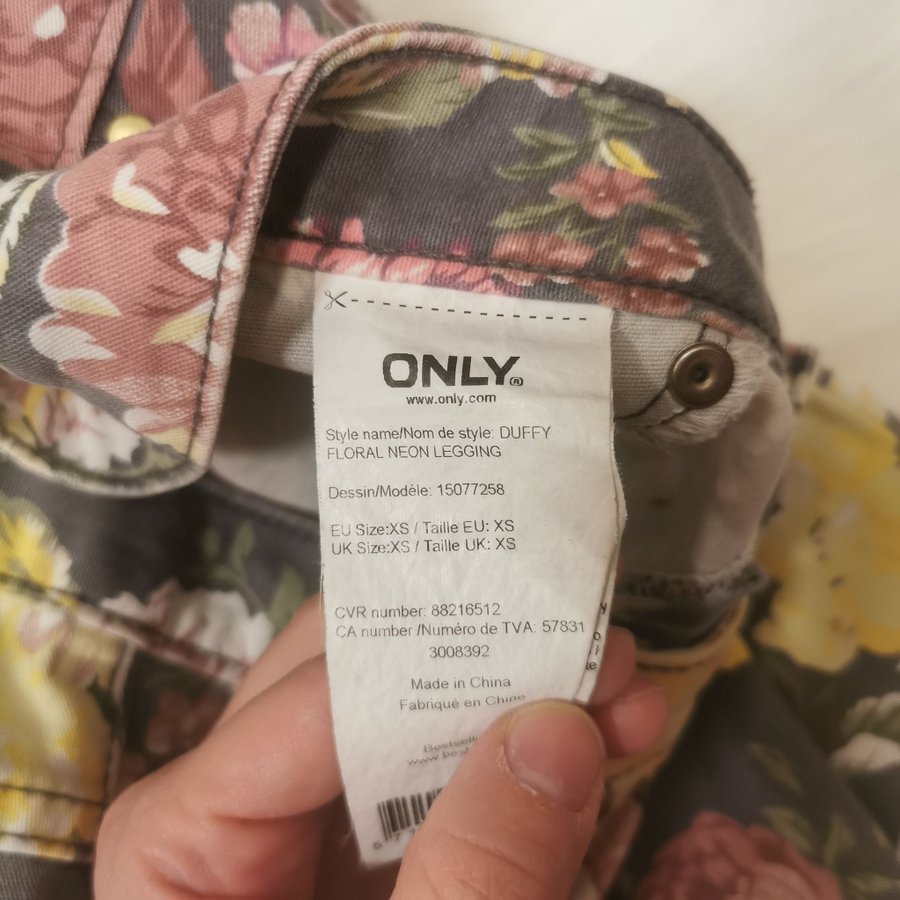 ONLY®
www.only.com
Style name/Nom de style: DUFFY
FLORAL NEON LEGGING
Dessin/Modèle: 15077258
EU Size:XS / Taille EU: XS
UK Size:XS / Taille UK: XS
CVR number: 88216512
CA number /Numéro de TVA: 57831
3008392
Made in China
Fabriqué en Chine